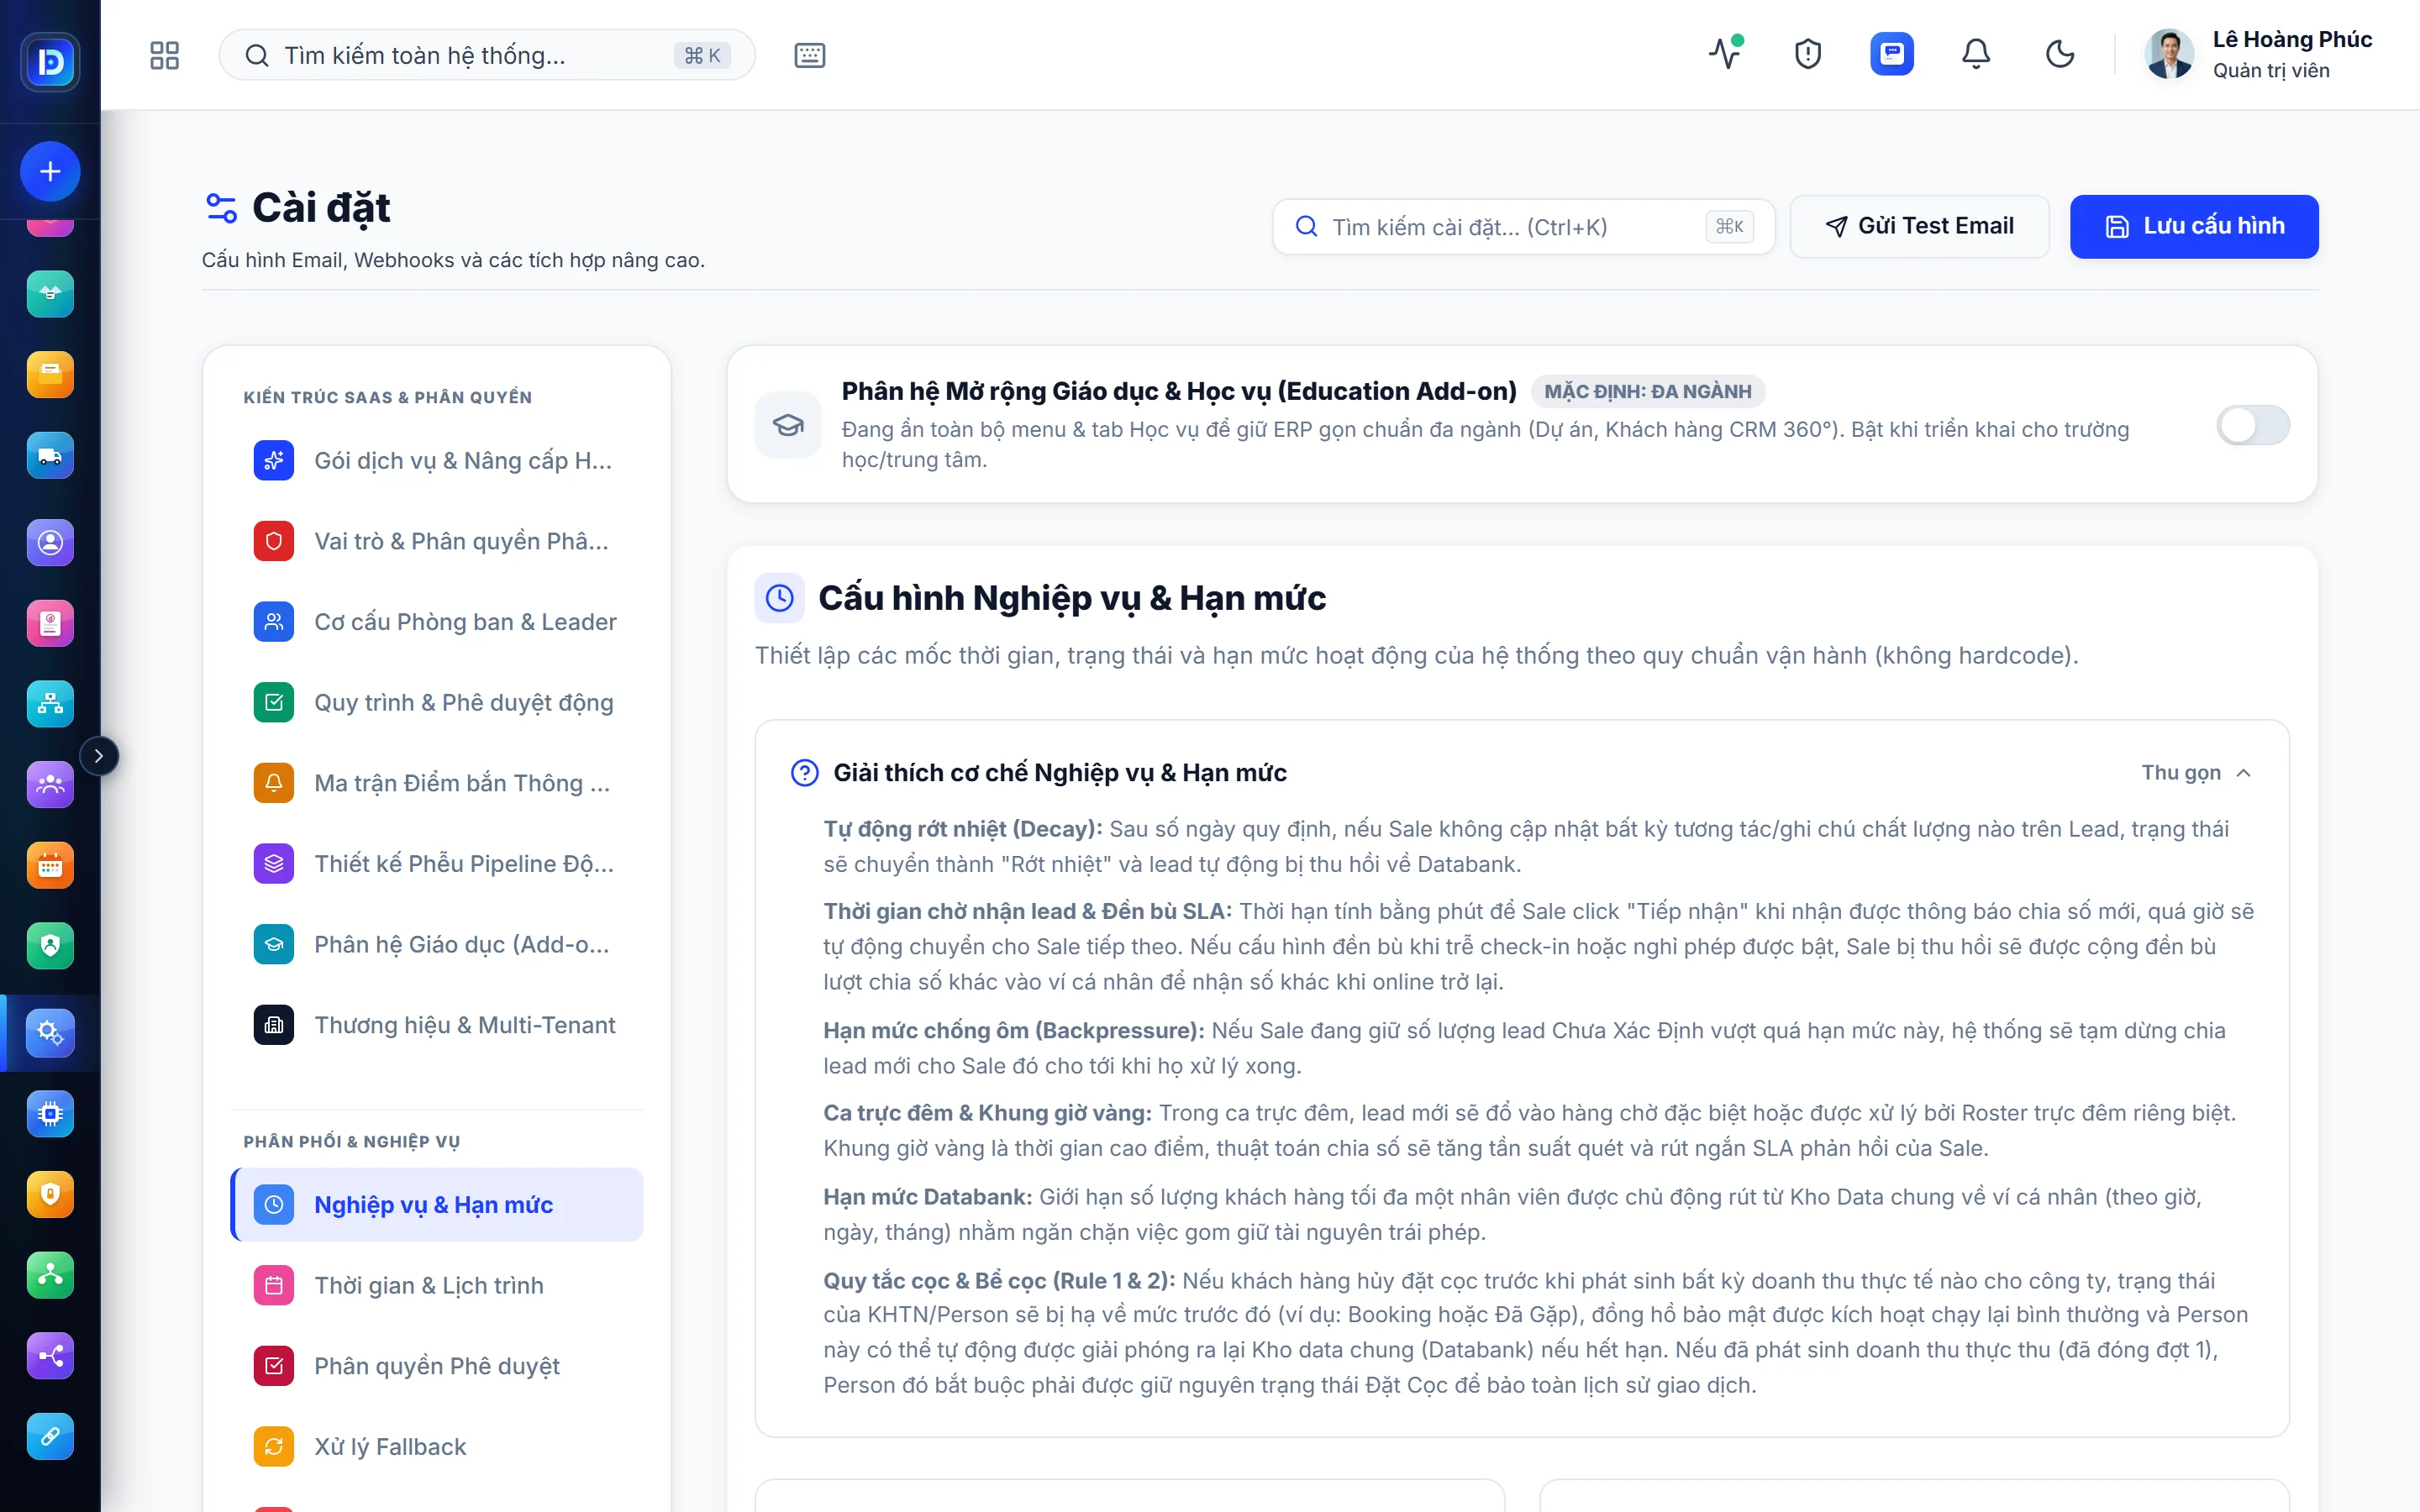 Tìm kiếm toàn hệ thống...
⌘ K
Lê Hoàng Phúc
Quản trị viên
Cài đặt
Cấu hình Email, Webhooks và các tích hợp nâng cao.
Tìm kiếm cài đặt... (Ctrl+K)
⌘K
Gửi Test Email
Lưu cấu hình
KIẾN TRÚC SAAS & PHÂN QUYỀN
Gói dịch vụ & Nâng cấp H...
Vai trò & Phân quyền Phâ...
Cơ cấu Phòng ban & Leader
Quy trình & Phê duyệt động
Ma trận Điểm bắn Thông ...
Thiết kế Phễu Pipeline Độ...
Phân hệ Giáo dục (Add-o...
Thương hiệu & Multi-Tenant
PHÂN PHỐI & NGHIỆP VỤ
Nghiệp vụ & Hạn mức
Thời gian & Lịch trình
Phân quyền Phê duyệt
Xử lý Fallback
Phân hệ Mở rộng Giáo dục & Học vụ (Education Add-on)
MẶC ĐỊNH: ĐA NGÀNH
Đang ẩn toàn bộ menu & tab Học vụ để giữ ERP gọn chuẩn đa ngành (Dự án, Khách hàng CRM 360°). Bật khi triển khai cho trường
học/trung tâm.
Cấu hình Nghiệp vụ & Hạn mức
Thiết lập các mốc thời gian, trạng thái và hạn mức hoạt động của hệ thống theo quy chuẩn vận hành (không hardcode).
Giải thích cơ chế Nghiệp vụ & Hạn mức
Thu gọn
Tự động rớt nhiệt (Decay): Sau số ngày quy định, nếu Sale không cập nhật bất kỳ tương tác/ghi chú chất lượng nào trên Lead, trạng thái
sẽ chuyển thành "Rớt nhiệt" và lead tự động bị thu hồi về Databank.
Thời gian chờ nhận lead & Đền bù SLA: Thời hạn tính bằng phút để Sale click "Tiếp nhận" khi nhận được thông báo chia số mới, quá giờ sẽ
tự động chuyển cho Sale tiếp theo. Nếu cấu hình đền bù khi trễ check-in hoặc nghỉ phép được bật, Sale bị thu hồi sẽ được cộng đền bù
lượt chia số khác vào ví cá nhân để nhận số khác khi online trở lại.
Hạn mức chống ôm (Backpressure): Nếu Sale đang giữ số lượng lead Chưa Xác Định vượt quá hạn mức này, hệ thống sẽ tạm dừng chia
lead mới cho Sale đó cho tới khi họ xử lý xong.
Ca trực đêm & Khung giờ vàng: Trong ca trực đêm, lead mới sẽ đổ vào hàng chờ đặc biệt hoặc được xử lý bởi Roster trực đêm riêng biệt.
Khung giờ vàng là thời gian cao điểm, thuật toán chia số sẽ tăng tần suất quét và rút ngắn SLA phản hồi của Sale.
Hạn mức Databank: Giới hạn số lượng khách hàng tối đa một nhân viên được chủ động rút từ Kho Data chung về ví cá nhân (theo giờ,
ngày, tháng) nhằm ngăn chặn việc gom giữ tài nguyên trái phép.
Quy tắc cọc & Bể cọc (Rule 1 & 2): Nếu khách hàng hủy đặt cọc trước khi phát sinh bất kỳ doanh thu thực tế nào cho công ty, trạng thái
của KHTN/Person sẽ bị hạ về mức trước đó (ví dụ: Booking hoặc Đã Gặp), đồng hồ bảo mật được kích hoạt chạy lại bình thường và Person
này có thể tự động được giải phóng ra lại Kho data chung (Databank) nếu hết hạn. Nếu đã phát sinh doanh thu thực thu (đã đóng đợt 1),
Person đó bắt buộc phải được giữ nguyên trạng thái Đặt Cọc để bảo toàn lịch sử giao dịch.